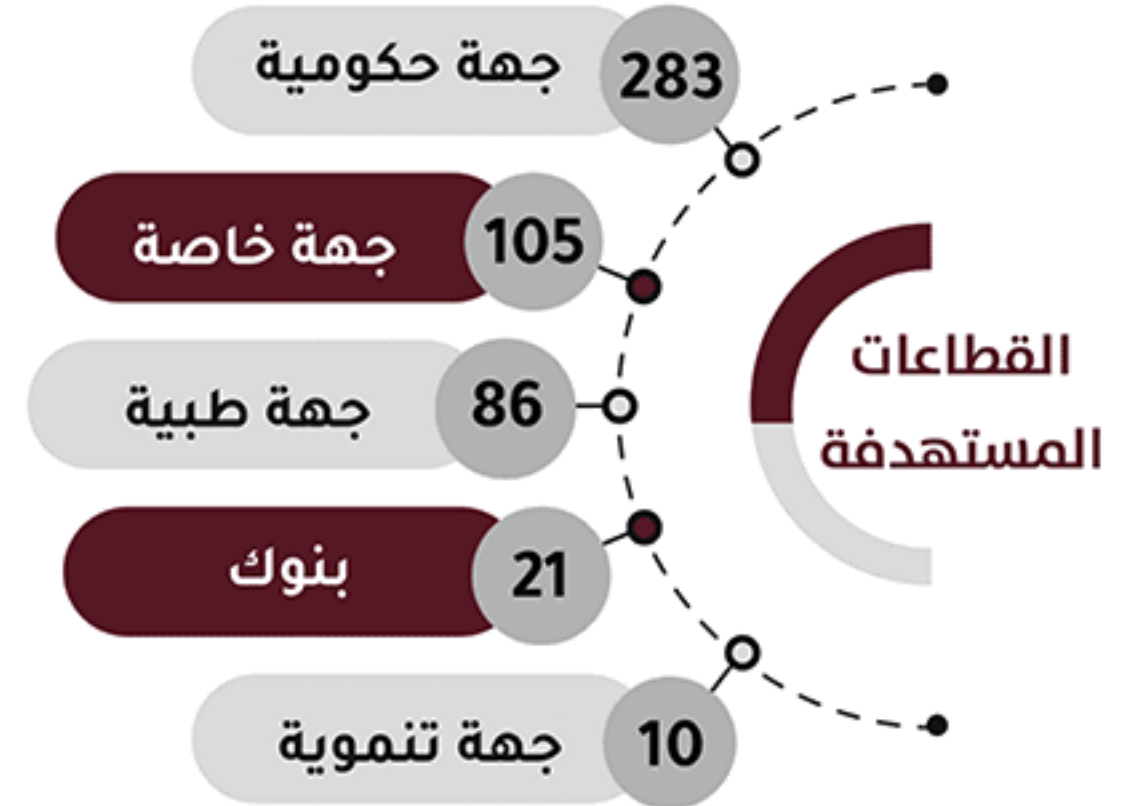 القطاعات
المستهدفة
283 جهة حكومية
105 جهة خاصة
86 جهة طبية
21 بنوك
10 جهة تنموية